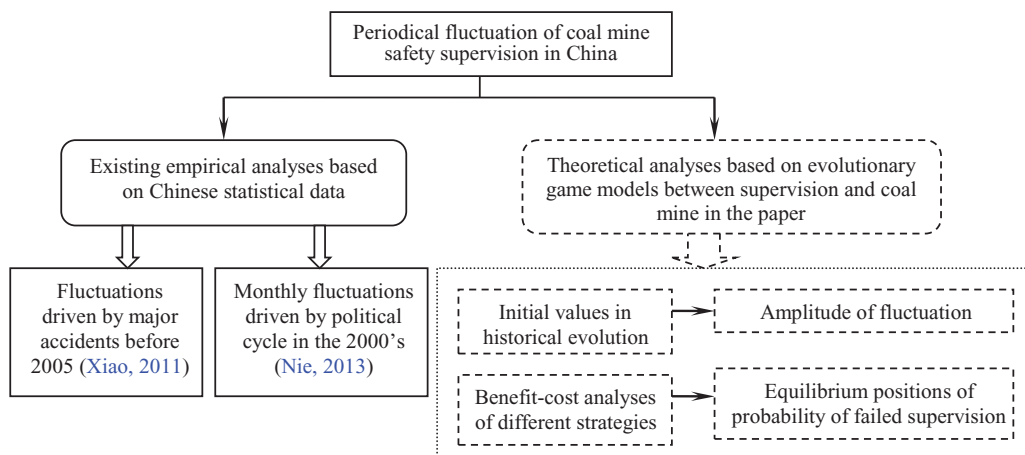 Periodical fluctuation of coal mine
safety supervision in China
Existing empirical analyses based
on Chinese statistical data
Theoretical analyses based on evolutionary
game models between supervision and coal
mine in the paper
Fluctuations
driven by major
accidents before
2005 (Xiao, 2011)
Monthly fluctuations
driven by political
cycle in the 2000’s
(Nie, 2013)
Initial values in
historical evolution
Amplitude of fluctuation
Benefit-cost analyses
of different strategies
Equilibrium positions of
probability of failed supervision